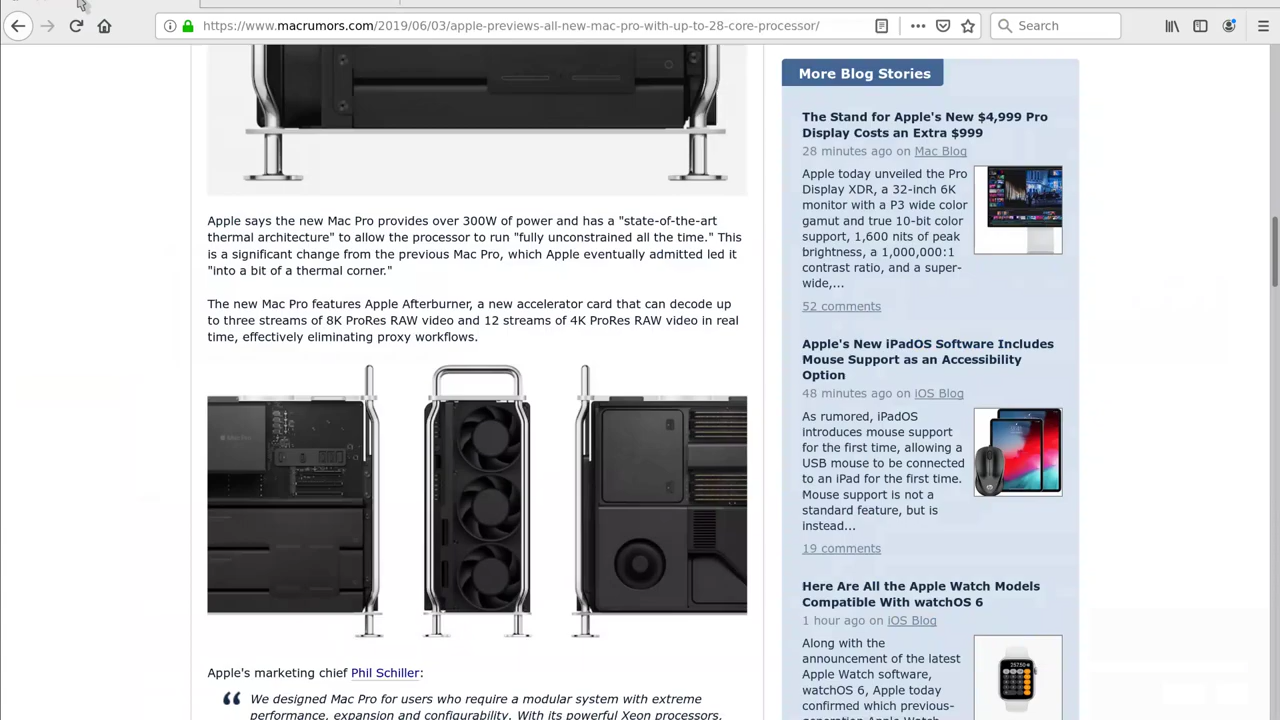 https://www.macrumors.com/2019/06/03/apple-previews-all-new-mac-pro-with-up-to-28-core-processor/
Search
Apple says the new Mac Pro provides over 300W of power and has a "state-of-the-art
thermal architecture" to allow the processor to run "fully unconstrained all the time." This
is a significant change from the previous Mac Pro, which Apple eventually admitted led it
"into a bit of a thermal corner."
The new Mac Pro features Apple Afterburner, a new accelerator card that can decode up
to three streams of 8K ProRes RAW video and 12 streams of 4K ProRes RAW video in real
time, effectively eliminating proxy workflows.
Mac Pro
Apple's marketing chief Phil Schiller:
We designed Mac Pro for users who require a modular system with extreme
performance, expansion and configurability. With its powerful Xeon processors,
More Blog Stories
The Stand for Apple's New $4,999 Pro
Display Costs an Extra $999
28 minutes ago on Mac Blog
Apple today unveiled the Pro
Display XDR, a 32-inch 6K
monitor with a P3 wide color
gamut and true 10-bit color
support, 1,600 nits of peak
brightness, a 1,000,000:1
contrast ratio, and a super-
wide,...
52 comments
Apple's New iPadOS Software Includes
Mouse Support as an Accessibility
Option
48 minutes ago on iOS Blog
As rumored, iPadOS
introduces mouse support
for the first time, allowing a
USB mouse to be connected
to an iPad for the first time.
Mouse support is not a
standard feature, but is
instead...
19 comments
Here Are All the Apple Watch Models
Compatible With watchOS 6
1 hour ago on iOS Blog
Along with the
announcement of the latest
Apple Watch software,
watchOS 6, Apple today
confirmed which previous-
generation Apple Watch